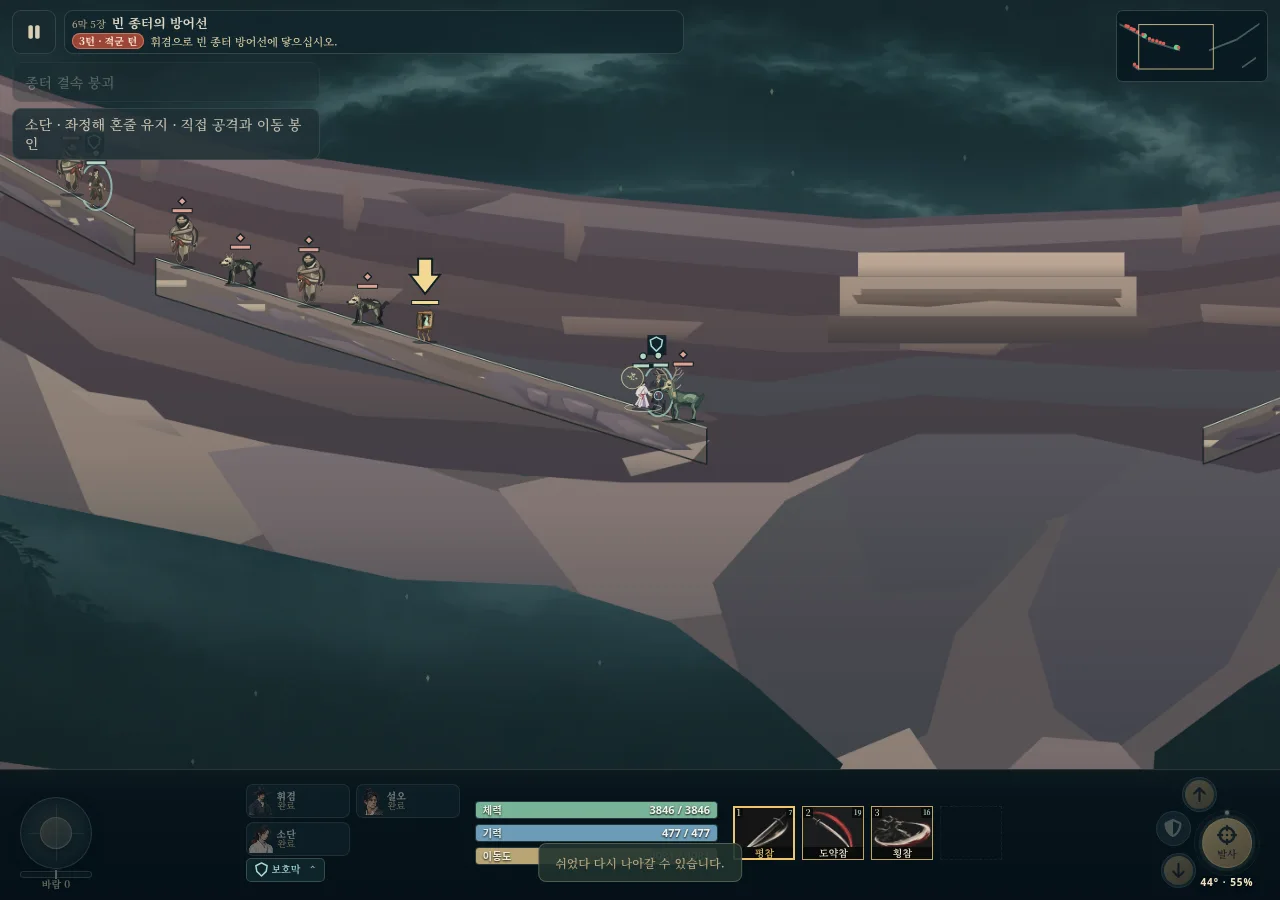 6막 5장 빈 종터의 방어선
3턴 · 적군 턴 휘겸으로 빈 종터 방어선에 닿으십시오.
종터 결속 붕괴
소단 · 좌정해 혼줄 유지 · 직접 공격과 이동 봉
인
휘겸
완료
설오
완료
소단
완료
보호막
바람 0
체력 3846 / 3846
기력 477 / 477
이동도
쉬었다 다시 나아갈 수 있습니다.
1 7
평참
2 19
도약참
3 16
횡참
발사
44° · 55%